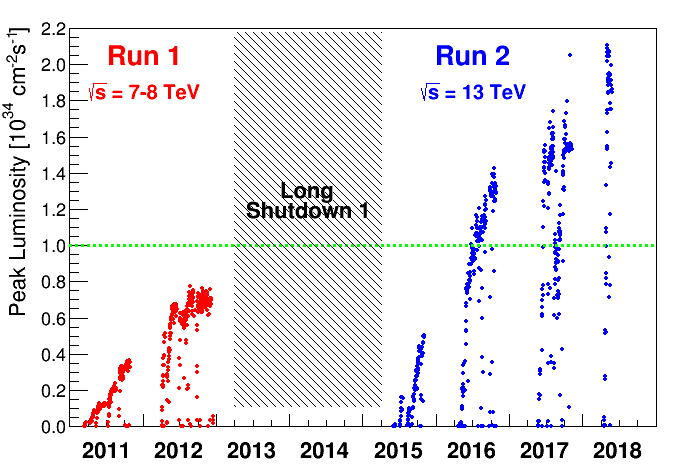 Peak Luminosity [10³⁴ cm⁻²s⁻¹]
2.2
2.0
1.8
1.6
1.4
1.2
1.0
0.8
0.6
0.4
0.2
0.0
Run 1
√s = 7-8 TeV
Long
Shutdown 1
Run 2
√s = 13 TeV
2011 2012 2013 2014 2015 2016 2017 2018